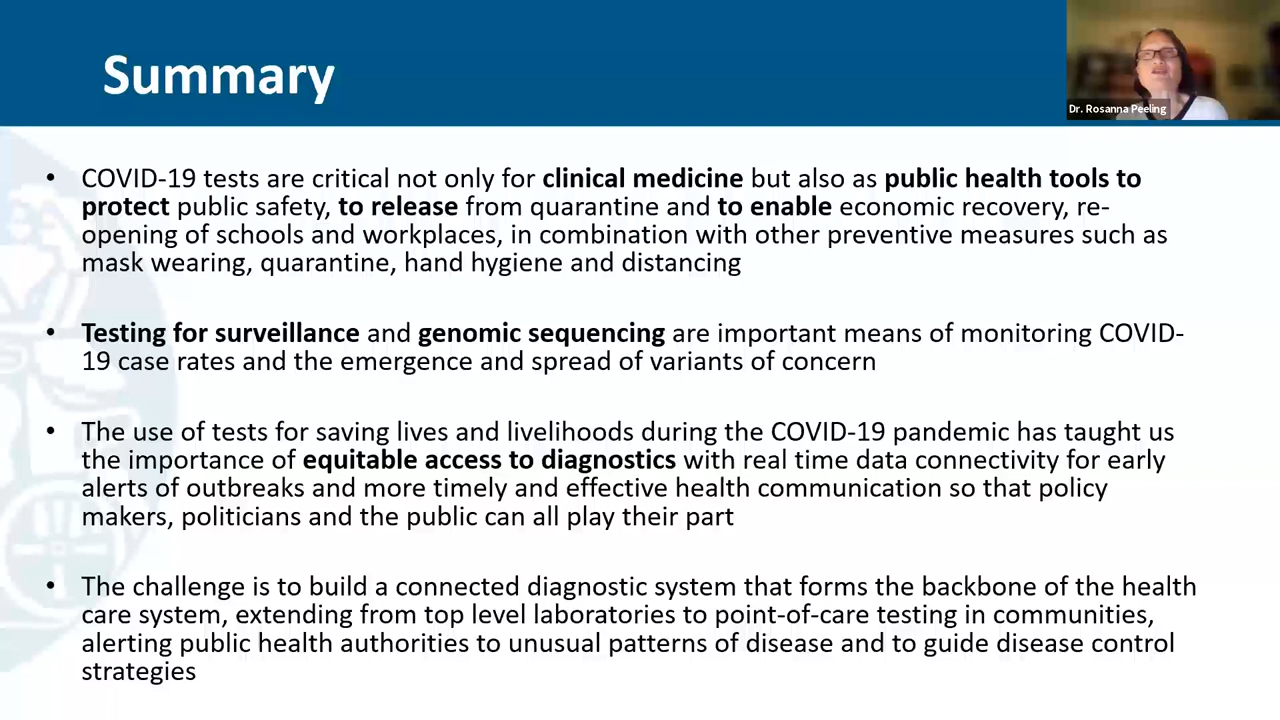 Summary
Dr. Rosanna Peeling
• COVID-19 tests are critical not only for clinical medicine but also as public health tools to
protect public safety, to release from quarantine and to enable economic recovery, re-
opening of schools and workplaces, in combination with other preventive measures such as
mask wearing, quarantine, hand hygiene and distancing
• Testing for surveillance and genomic sequencing are important means of monitoring COVID-
19 case rates and the emergence and spread of variants of concern
• The use of tests for saving lives and livelihoods during the COVID-19 pandemic has taught us
the importance of equitable access to diagnostics with real time data connectivity for early
alerts of outbreaks and more timely and effective health communication so that policy
makers, politicians and the public can all play their part
• The challenge is to build a connected diagnostic system that forms the backbone of the health
care system, extending from top level laboratories to point-of-care testing in communities,
alerting public health authorities to unusual patterns of disease and to guide disease control
strategies